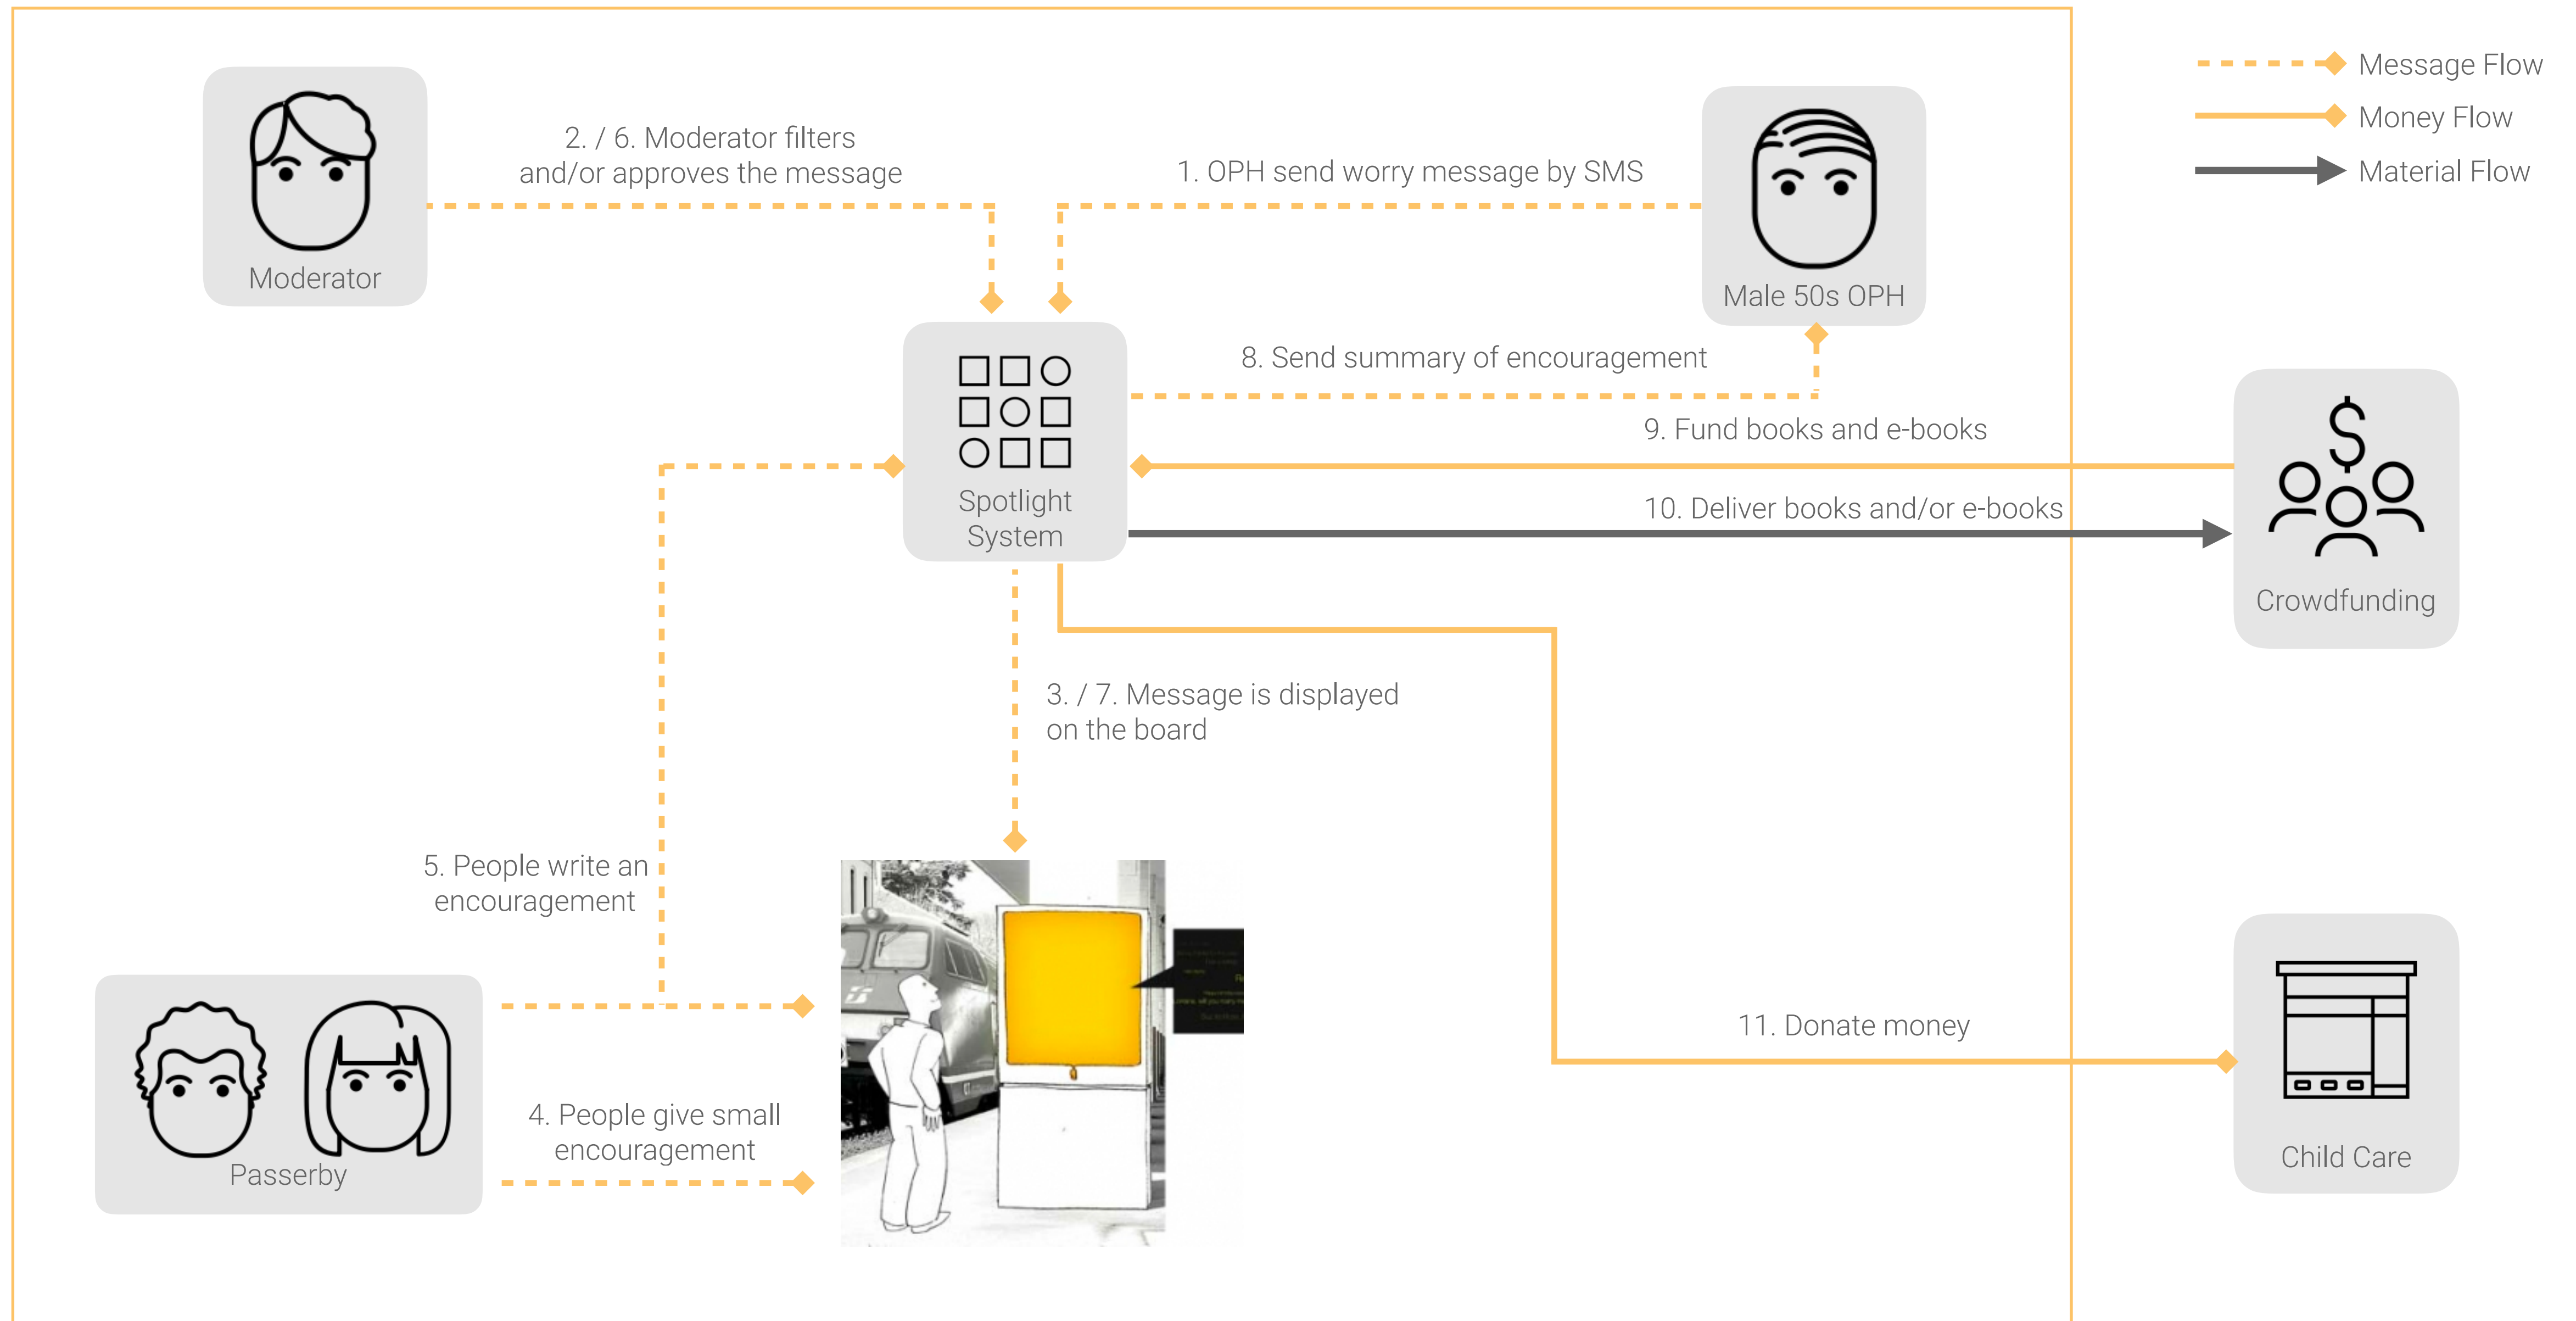 Message Flow
Money Flow
Material Flow
2. / 6. Moderator filters
and/or approves the message
1. OPH send worry message by SMS
Moderator
Male 50s OPH
8. Send summary of encouragement
9. Fund books and e-books
Spotlight
System
10. Deliver books and/or e-books
Crowdfunding
3. / 7. Message is displayed
on the board
5. People write an
encouragement
11. Donate money
4. People give small
encouragement
Passerby
Child Care